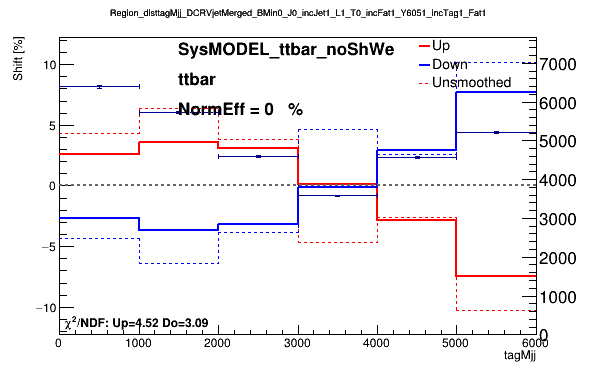 Region_disttagMjj_DCRVjetMerged_BMin0_J0_incJet1_L1_T0_incFat1_Y6051_incTag1_Fat1
Shift [%]
SysMODEL_ttbar_noShWe
ttbar
NormEff = 0 %
Up
Down
Unsmoothed
10
5
0
−5
−10
7000
6000
5000
4000
3000
2000
1000
0
χ²/NDF: Up=4.52 Do=3.09
0 1000 2000 3000 4000 5000 6000
tagMjj